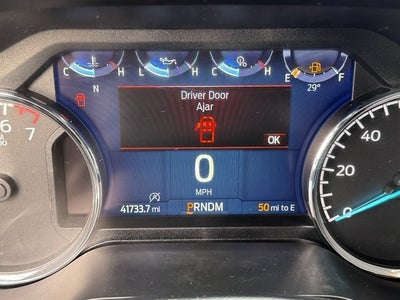 C H C H C H E F
N 29°
Driver Door
Ajar
OK
6
7
0
MPH
41733.7 mi PRNDM 50 mi to E
40
20
0